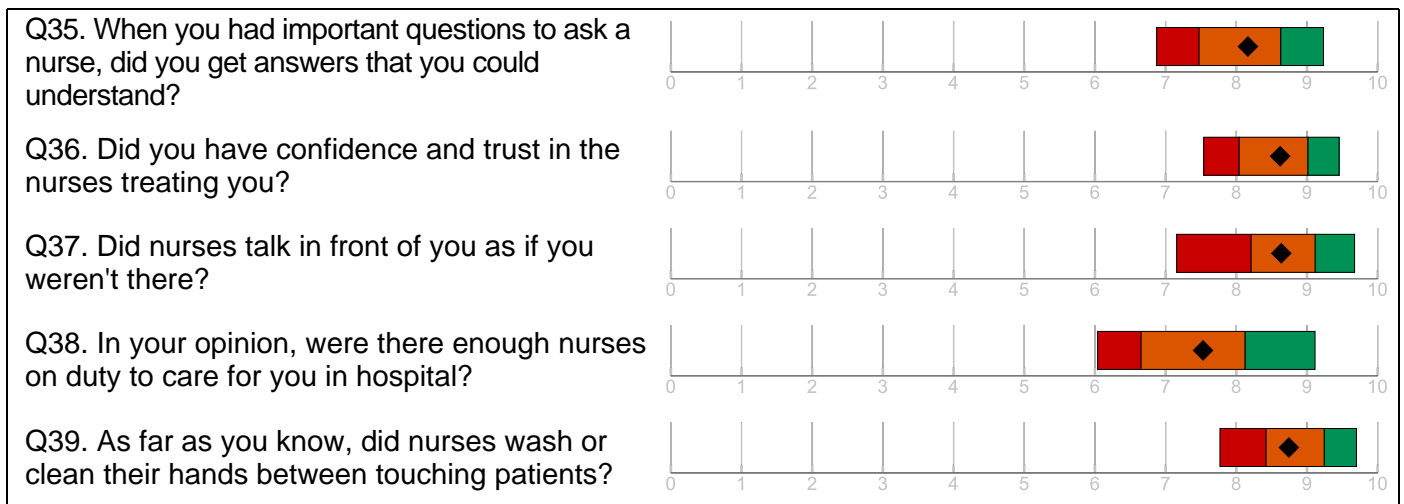 Q35. When you had important questions to ask a
nurse, did you get answers that you could
understand?
0 1 2 3 4 5 6 7 8 9 10
Q36. Did you have confidence and trust in the
nurses treating you?
0 1 2 3 4 5 6 7 8 9 10
Q37. Did nurses talk in front of you as if you
weren't there?
0 1 2 3 4 5 6 7 8 9 10
Q38. In your opinion, were there enough nurses
on duty to care for you in hospital?
0 1 2 3 4 5 6 7 8 9 10
Q39. As far as you know, did nurses wash or
clean their hands between touching patients?
0 1 2 3 4 5 6 7 8 9 10